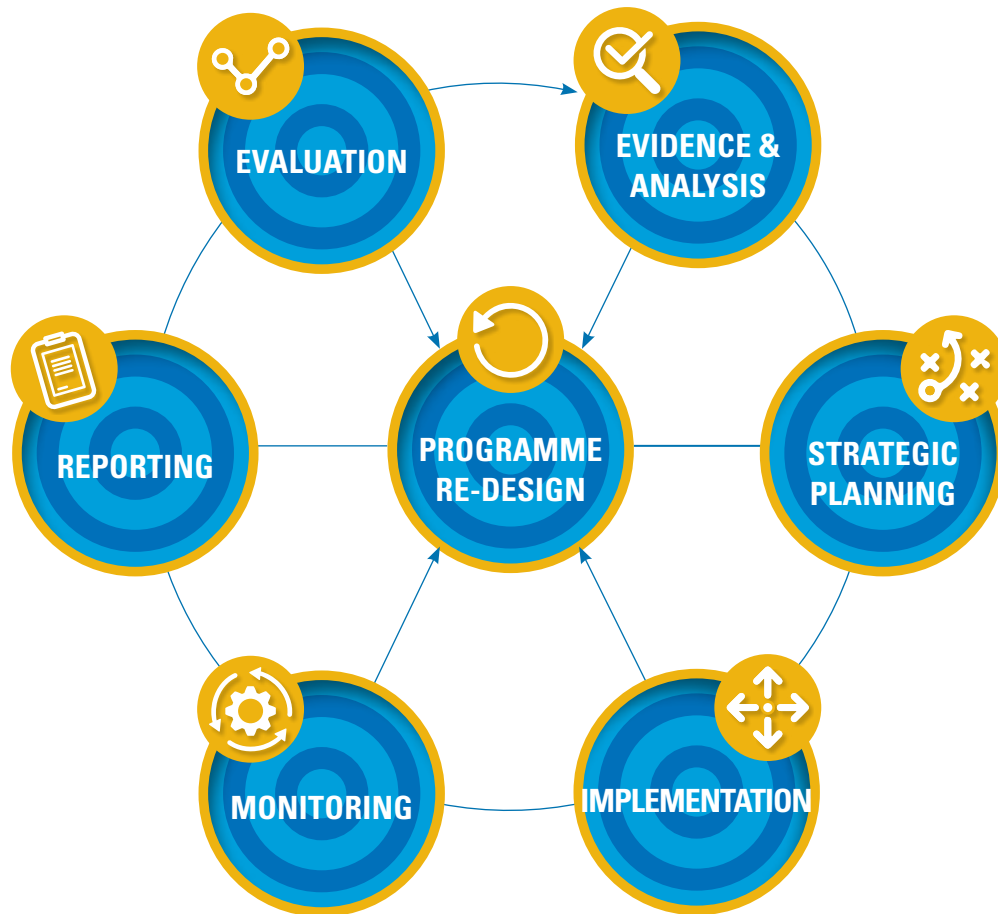 EVALUATION
EVIDENCE &
ANALYSIS
REPORTING
PROGRAMME
RE-DESIGN
STRATEGIC
PLANNING
MONITORING
IMPLEMENTATION